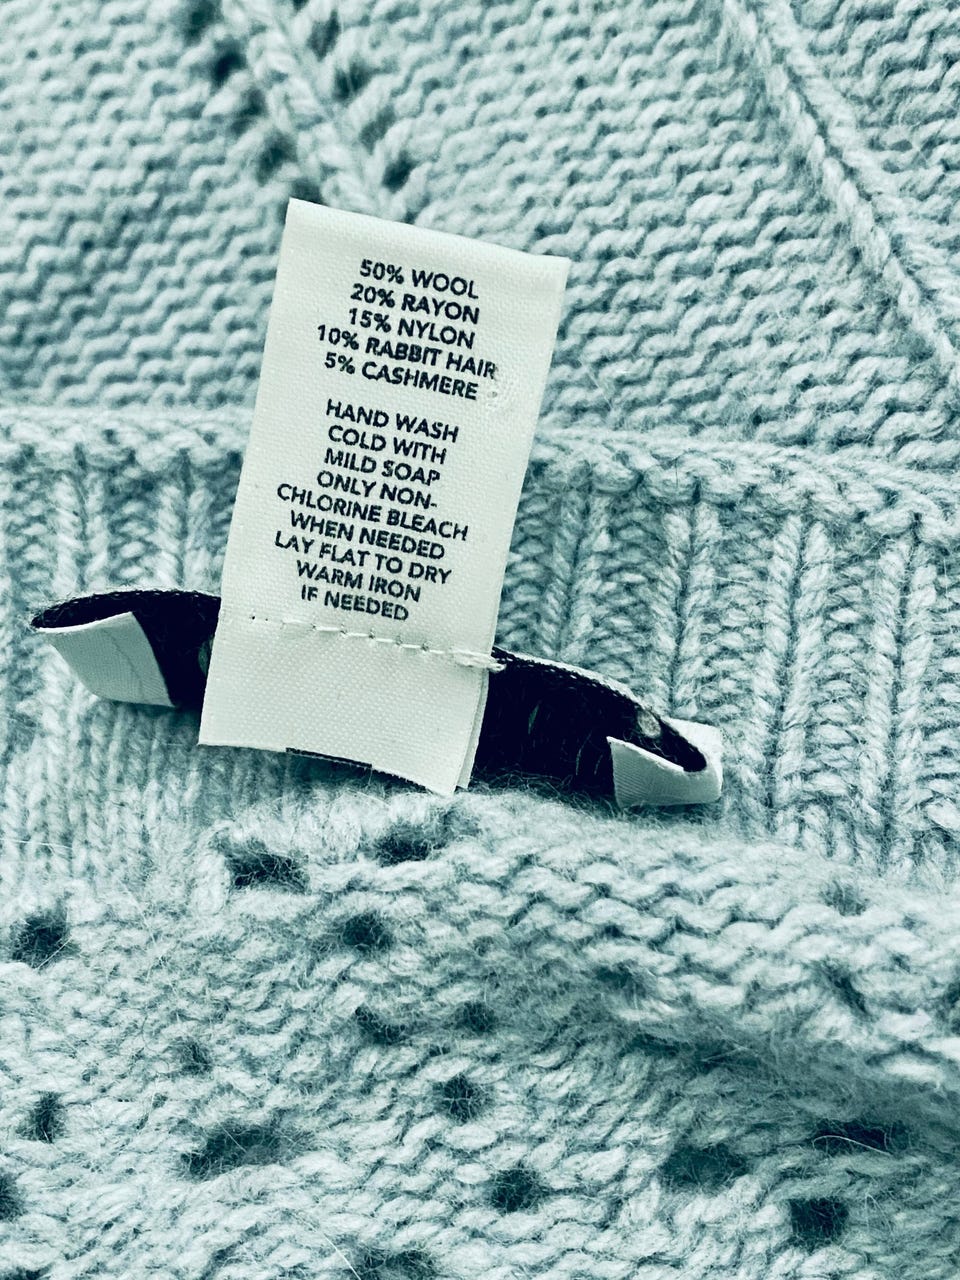 50% WOOL
20% RAYON
15% NYLON
10% RABBIT HAIR
5% CASHMERE
HAND WASH
COLD WITH
MILD SOAP
ONLY NON-
CHLORINE BLEACH
WHEN NEEDED
LAY FLAT TO DRY
WARM IRON
IF NEEDED